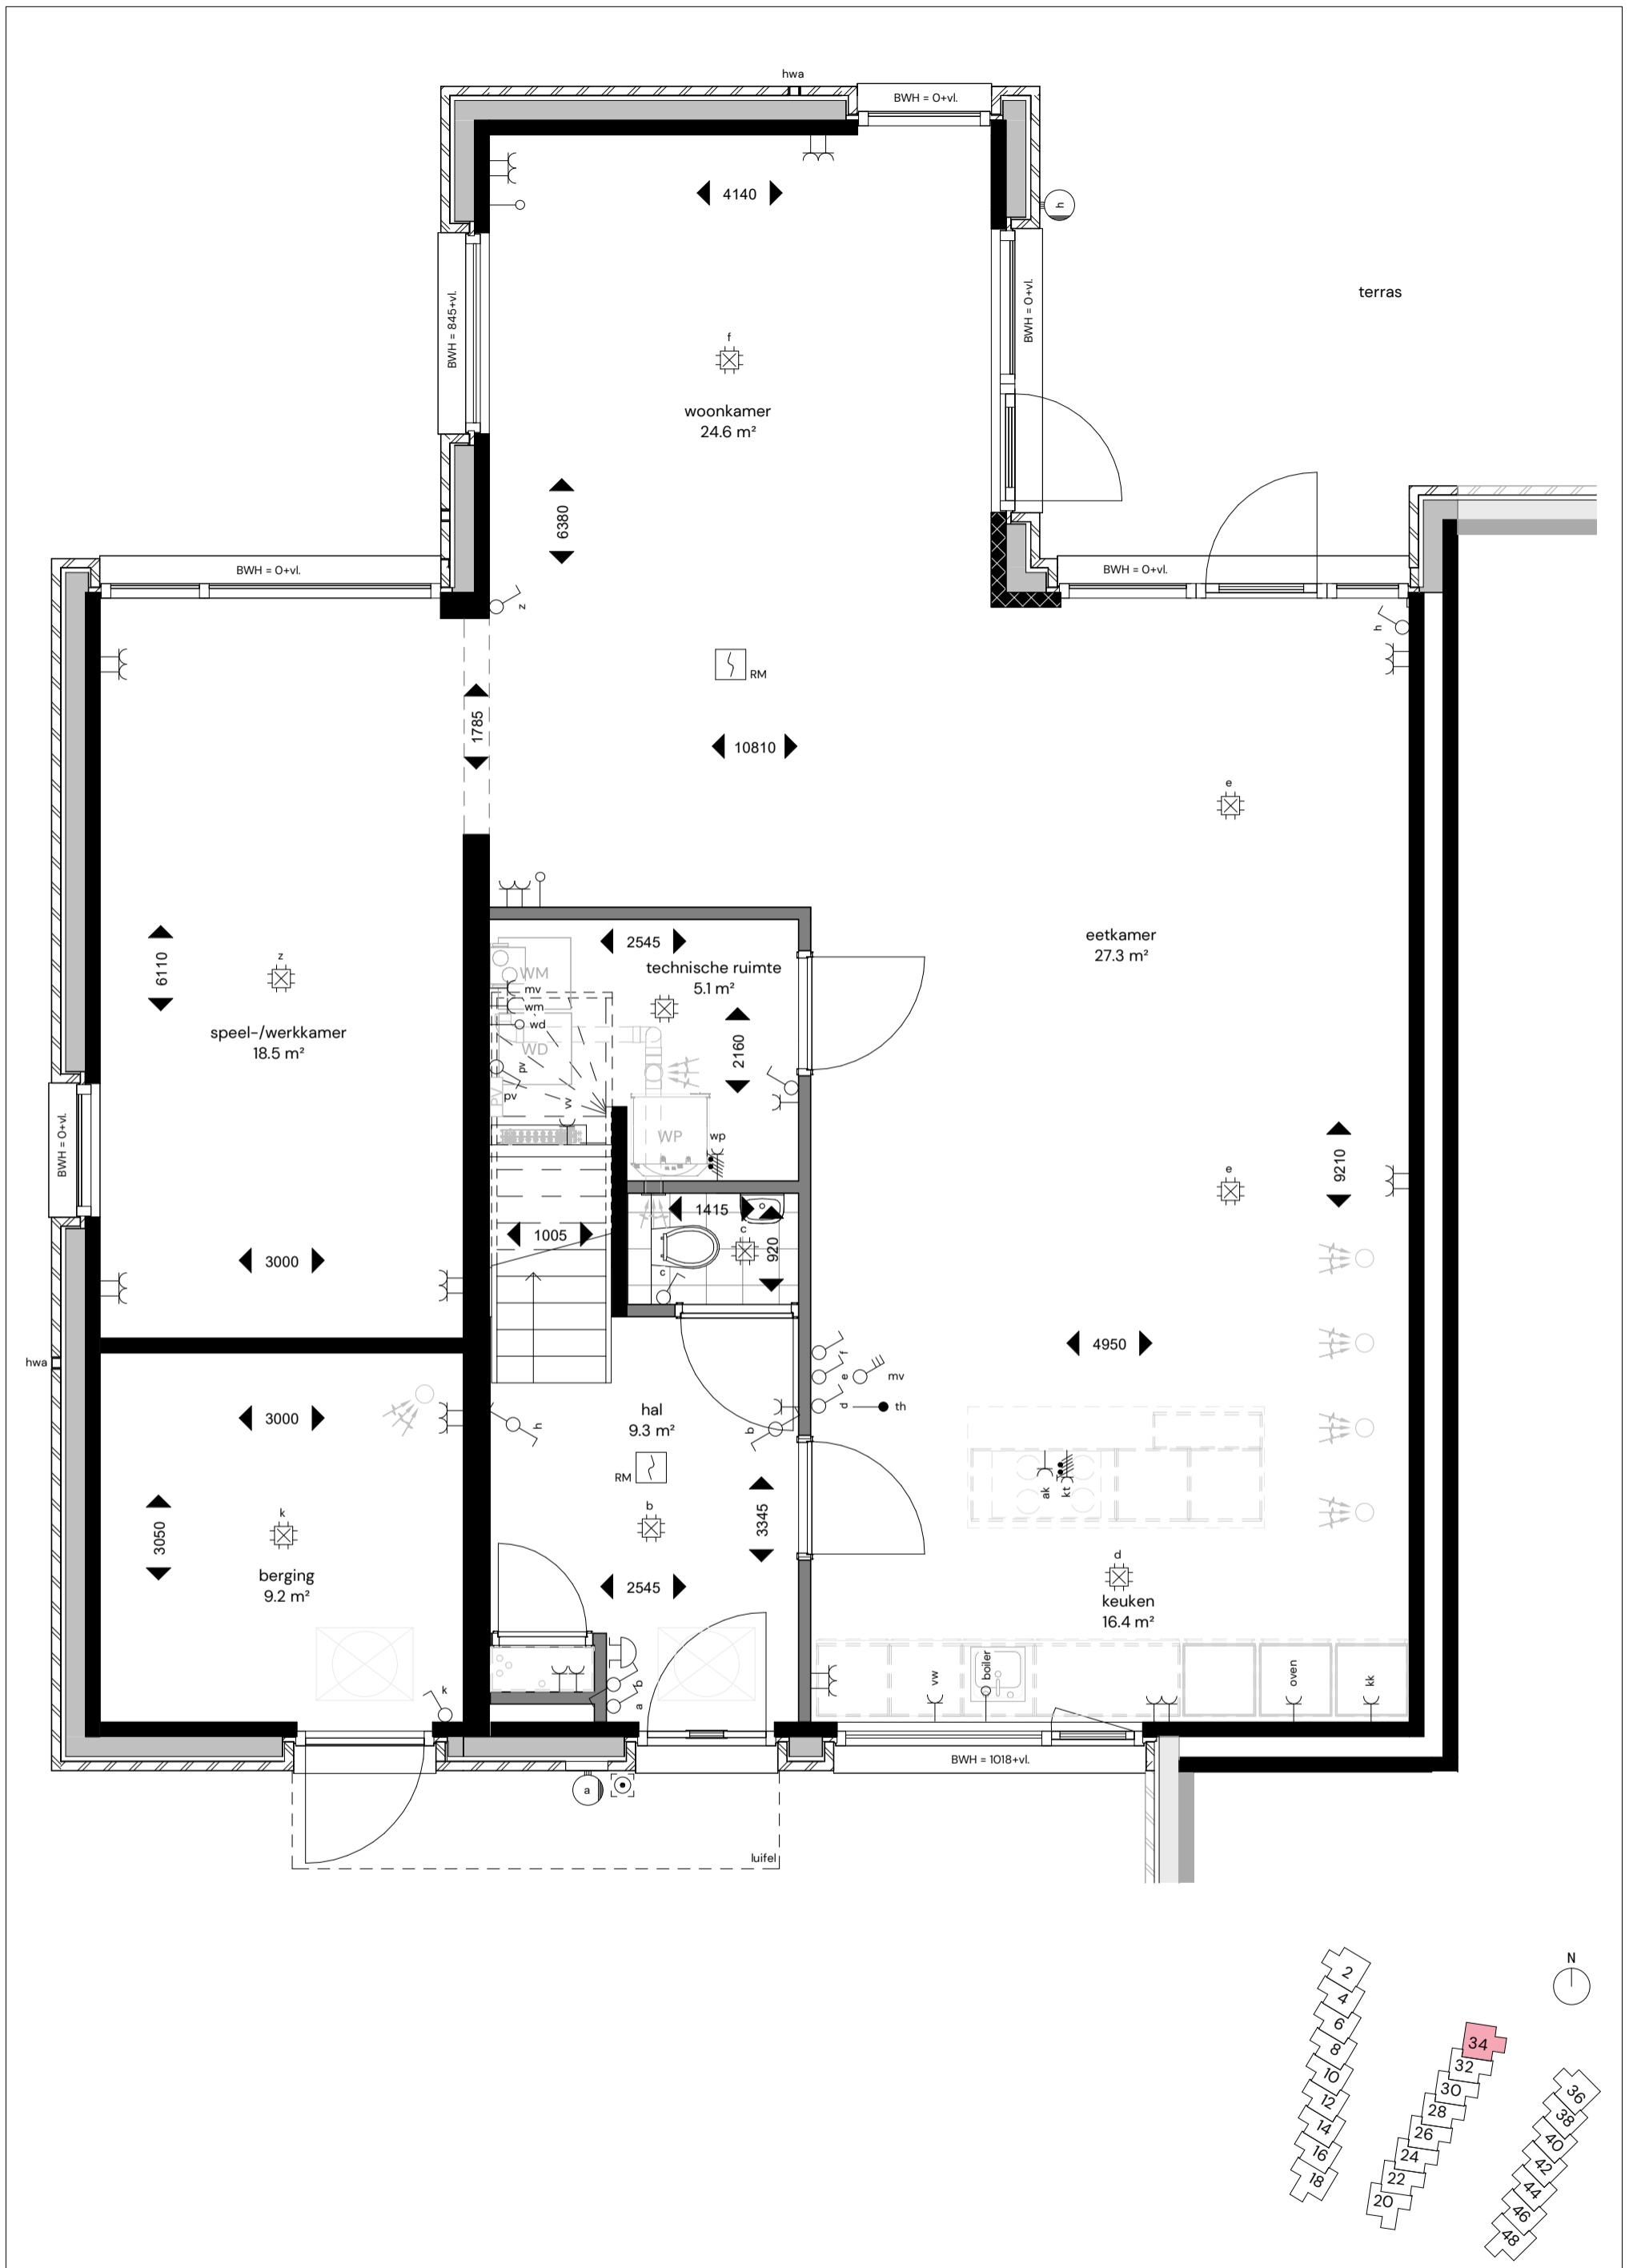 hwa
BWH = 0+vl.
4140
h
BWH = 845+vl.
BWH = 0+vl.
terras
f
woonkamer
24.6 m²
6380
BWH = 0+vl.
BWH = 0+vl.
z
h
RM
1785
10810
e
eetkamer
27.3 m²
2545
technische ruimte
5.1 m²
6110
z
WM
mv
wm
wd
WD
2160
speel-/werkkamer
18.5 m²
pv
pv
PV
vv
WP
wp
BWH = 0+vl.
9210
e
1415
c
920
1005
c
3000
hwa
4950
f
e
mv
d
th
3000
hal
9.3 m²
h
b
RM
ak
kt
3050
k
b
3345
berging
9.2 m²
2545
d
keuken
16.4 m²
k
b
a
vw
boiler
oven
kk
BWH = 1018+vl.
a
luifel
N
2
4
6
8
10
12
14
16
18
34
32
30
28
26
24
22
20
36
38
40
42
44
46
48